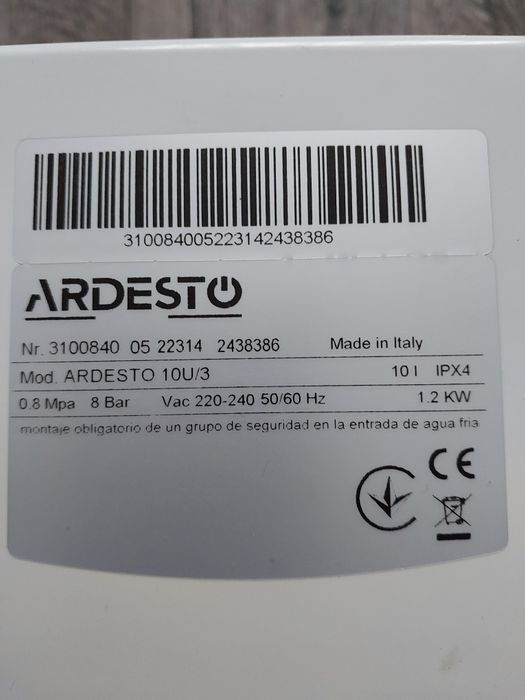 310084005223142438386
ARDESTO
Nr. 3100840 05 22314 2438386 Made in Italy
Mod. ARDESTO 10U/3 10 l IPX4
0.8 Mpa 8 Bar Vac 220-240 50/60 Hz 1.2 KW
montaje obligatorio de un grupo de seguridad en la entrada de agua fria
CE